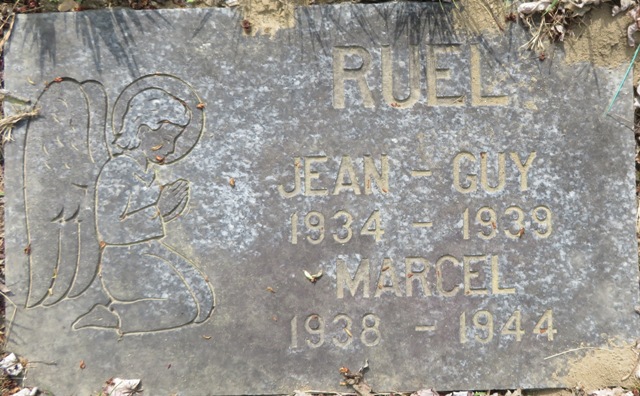 RUEL
JEAN - GUY
1934 - 1939
MARCEL
1938 - 1944